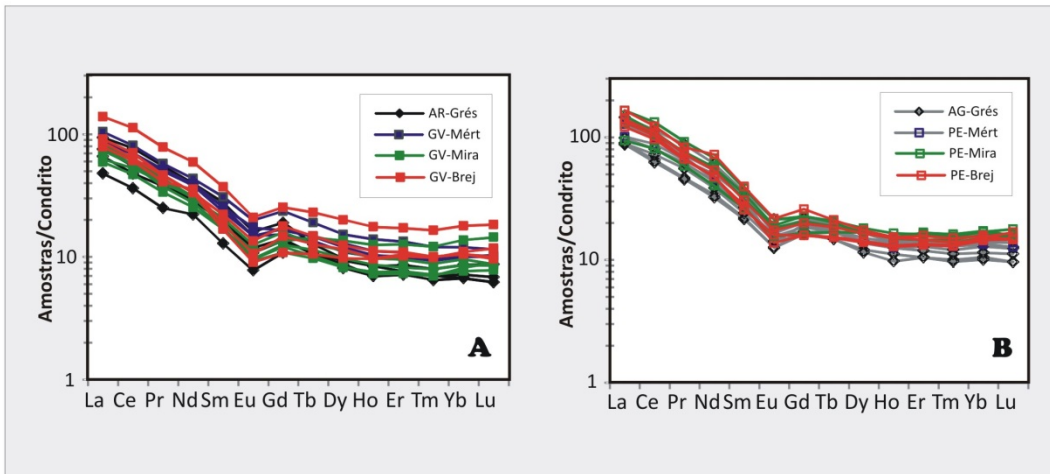 Amostras/Condrito
100
10
1
La Ce Pr Nd Sm Eu Gd Tb Dy Ho Er Tm Yb Lu
AR-Grés
GV-Mért
GV-Mira
GV-Brej
A
Amostras/Condrito
100
10
1
La Ce Pr Nd Sm Eu Gd Tb Dy Ho Er Tm Yb Lu
AG-Grés
PE-Mért
PE-Mira
PE-Brej
B